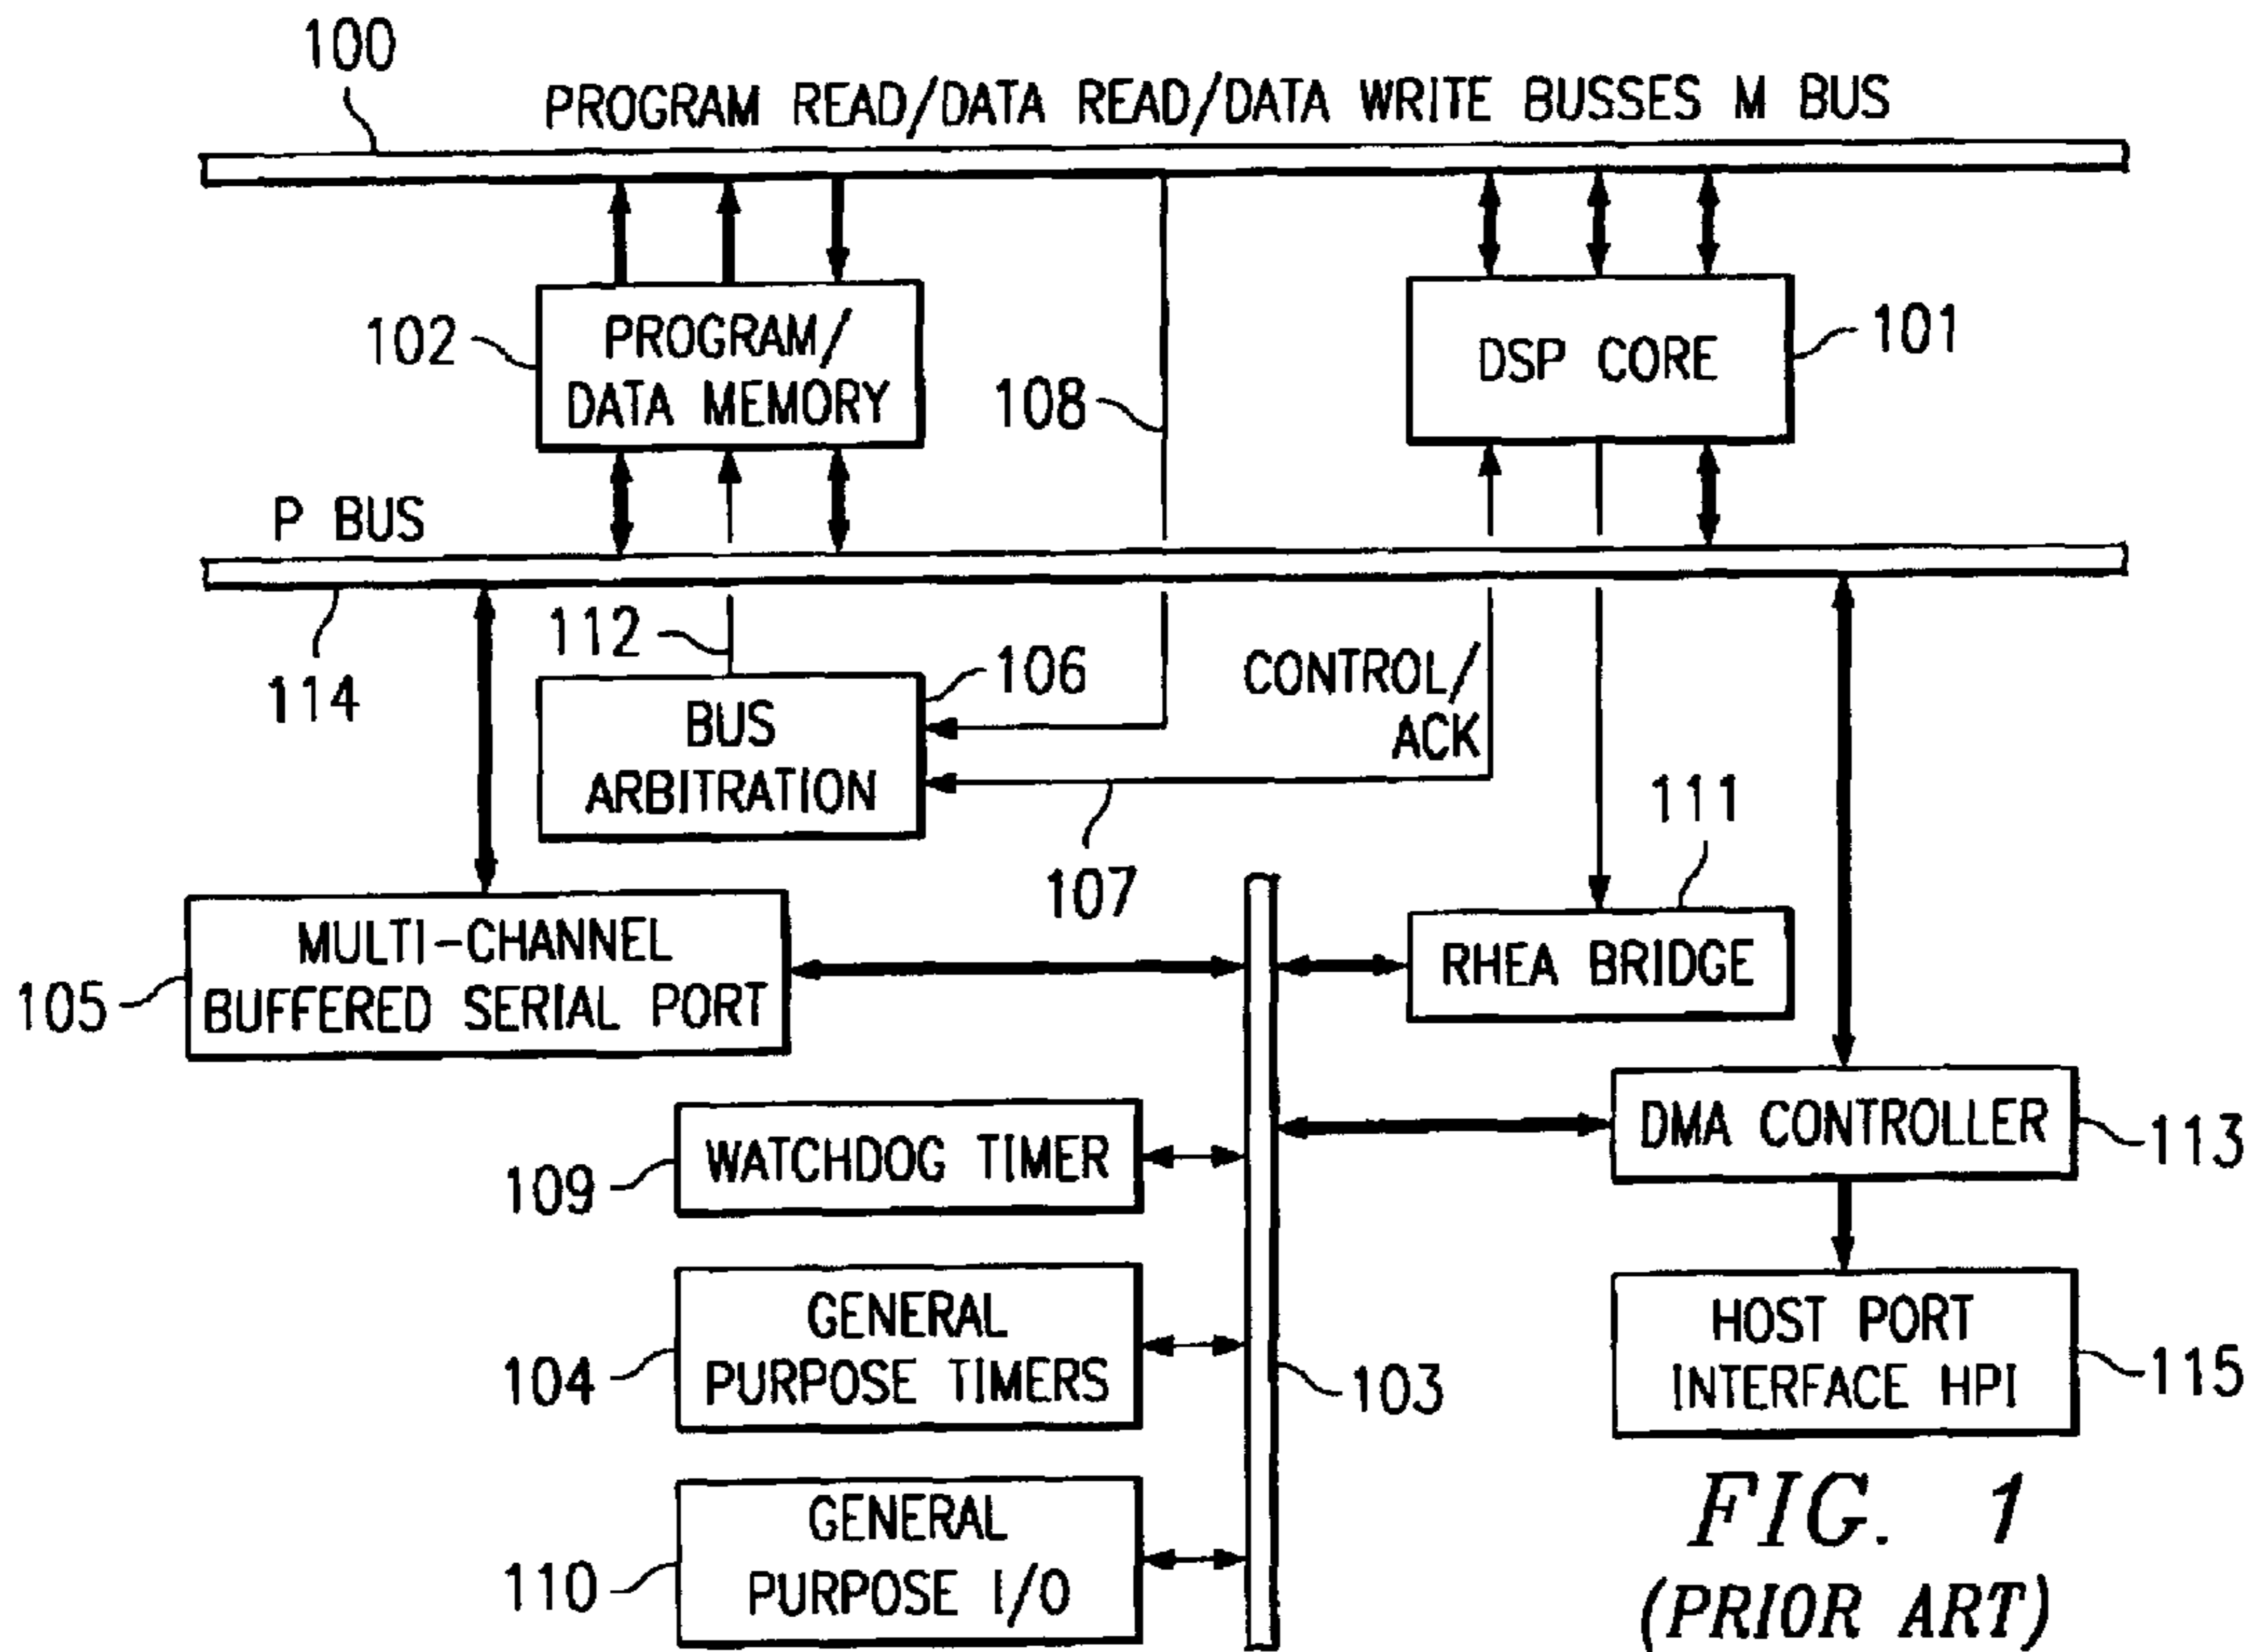 100
PROGRAM READ/DATA READ/DATA WRITE BUSSES M BUS
102
PROGRAM/
DATA MEMORY
108
DSP CORE
101
P BUS
114
112
106
BUS
ARBITRATION
CONTROL/
ACK
107
111
105
MULTI-CHANNEL
BUFFERED SERIAL PORT
RHEA BRIDGE
109
WATCHDOG TIMER
DMA CONTROLLER
113
104
GENERAL
PURPOSE TIMERS
103
HOST PORT
INTERFACE HPI
115
110
GENERAL
PURPOSE I/O
FIG. 1
(PRIOR ART)